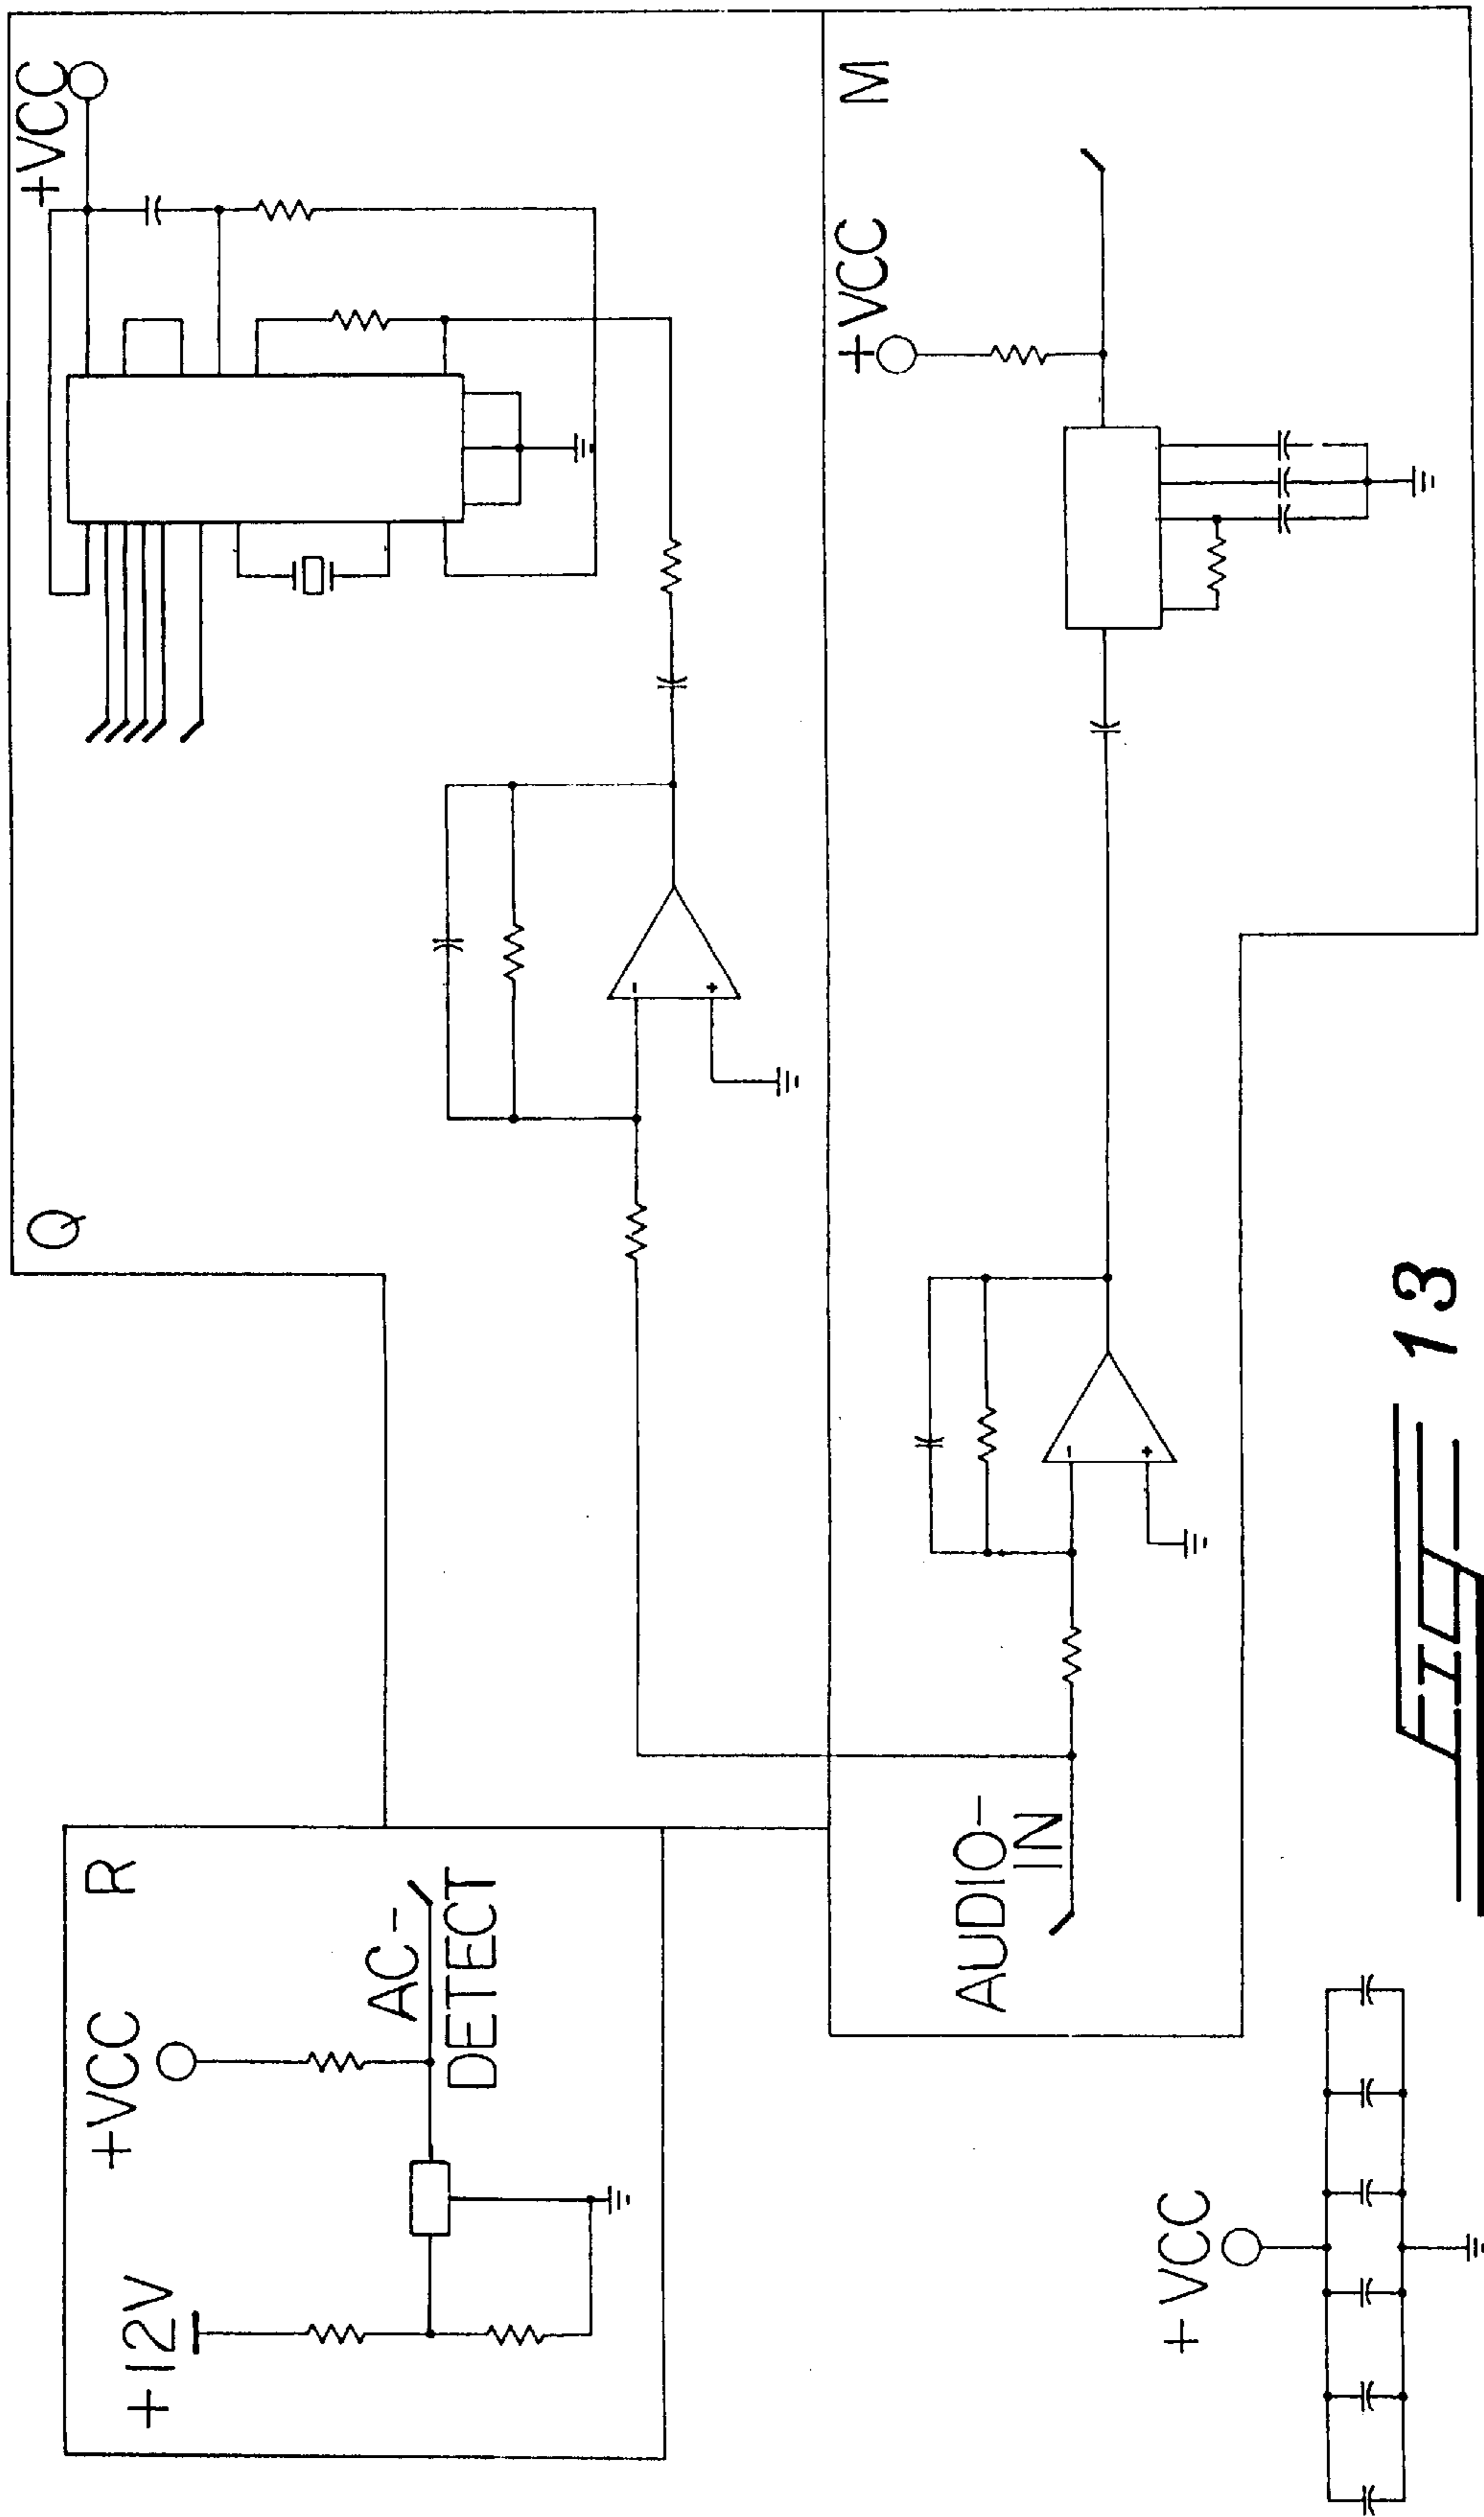 R
+12V
+VCC
AC-
DETECT
Q
+VCC
AUDIO-
IN
M
+VCC
+VCC
-
+
-
+
FIG 13